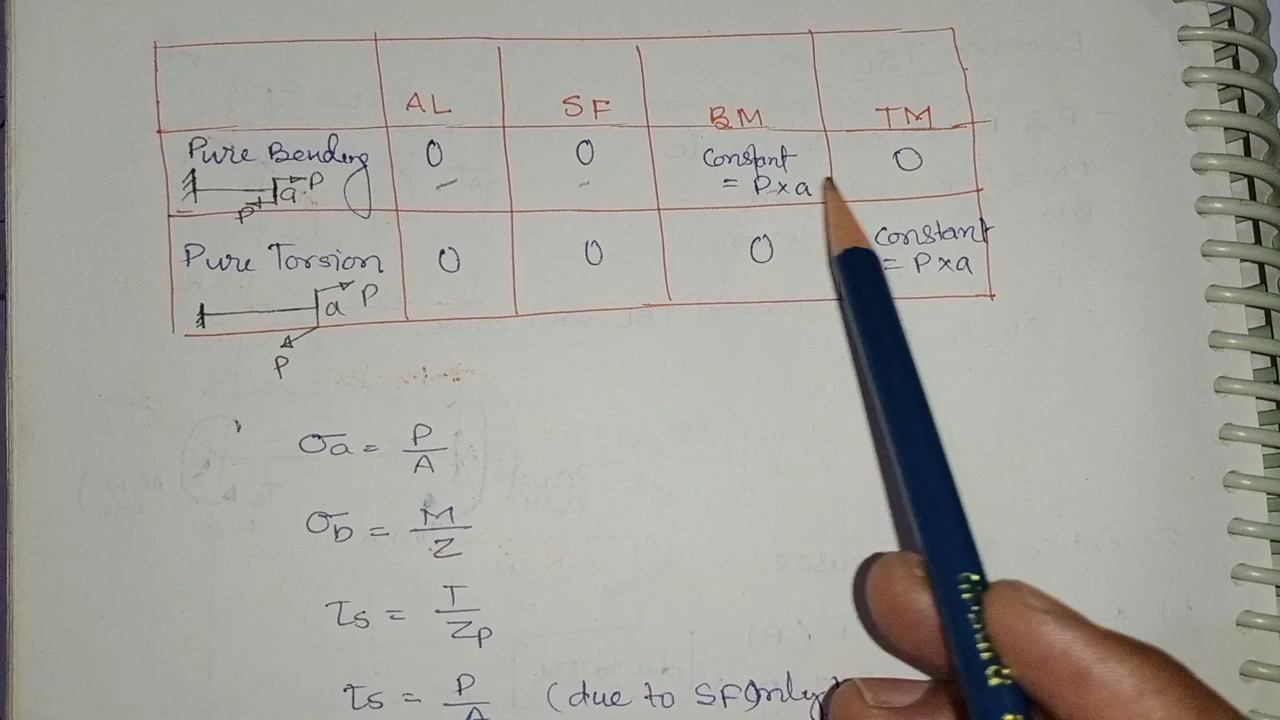 AL SF BM TM
Pure Bending 0 0 Constant 0
= P×a
P
a
P
Pure Torsion 0 0 0 Constant
= P×a
P
a
P
σa = P/A
σb = M/Z
τs = T/Zp
τs = P/A (due to SF only)